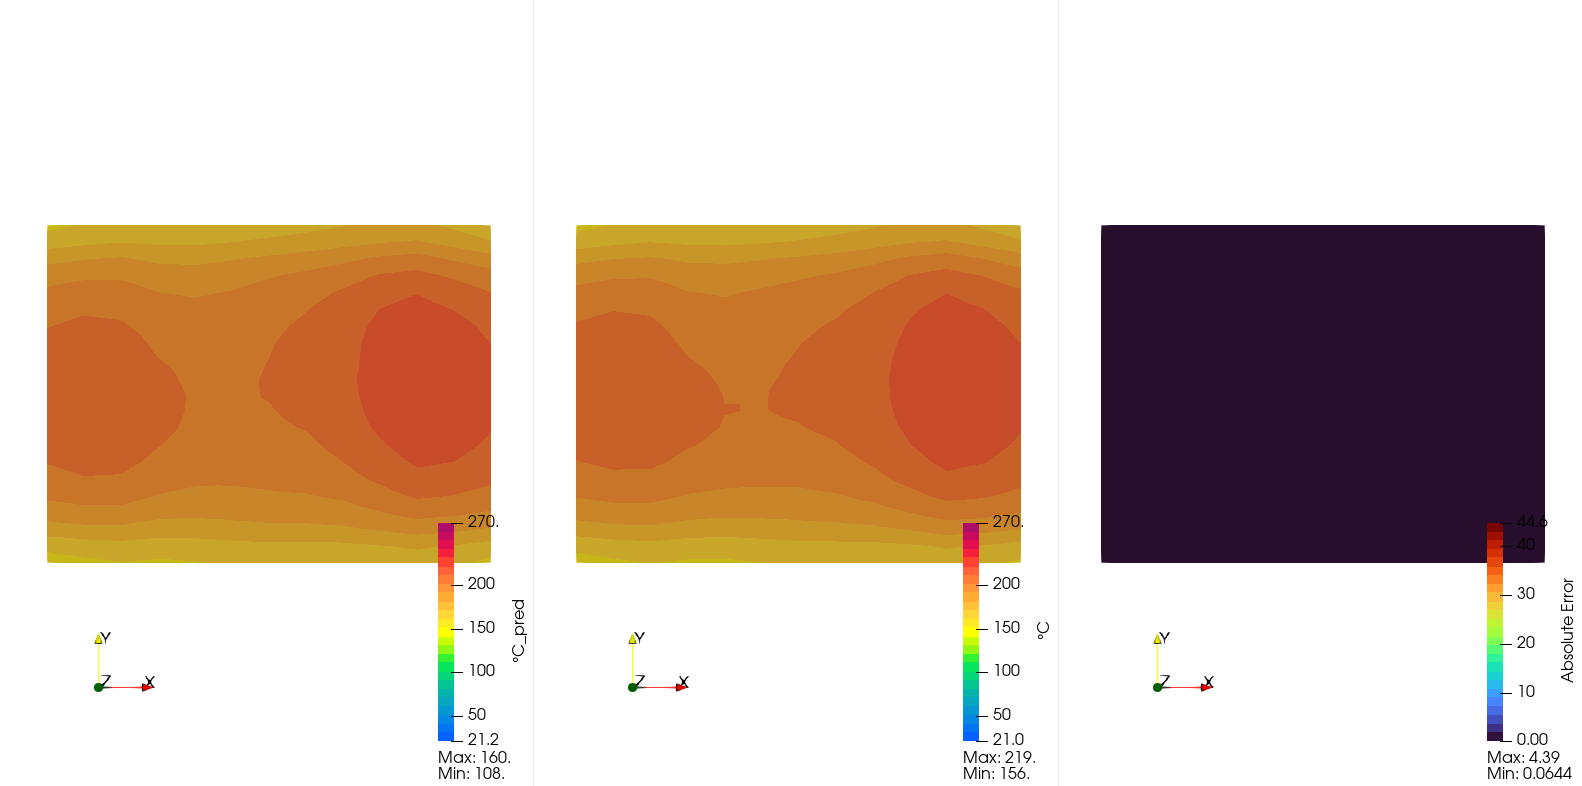 270.
200
150
100
50
21.2
°C_pred
Max: 160.
Min: 108.
Y
Z
X
270.
200
150
100
50
21.0
°C
Max: 219.
Min: 156.
Y
Z
X
44.6
40
30
20
10
0.00
Absolute Error
Max: 4.39
Min: 0.0644
Y
Z
X